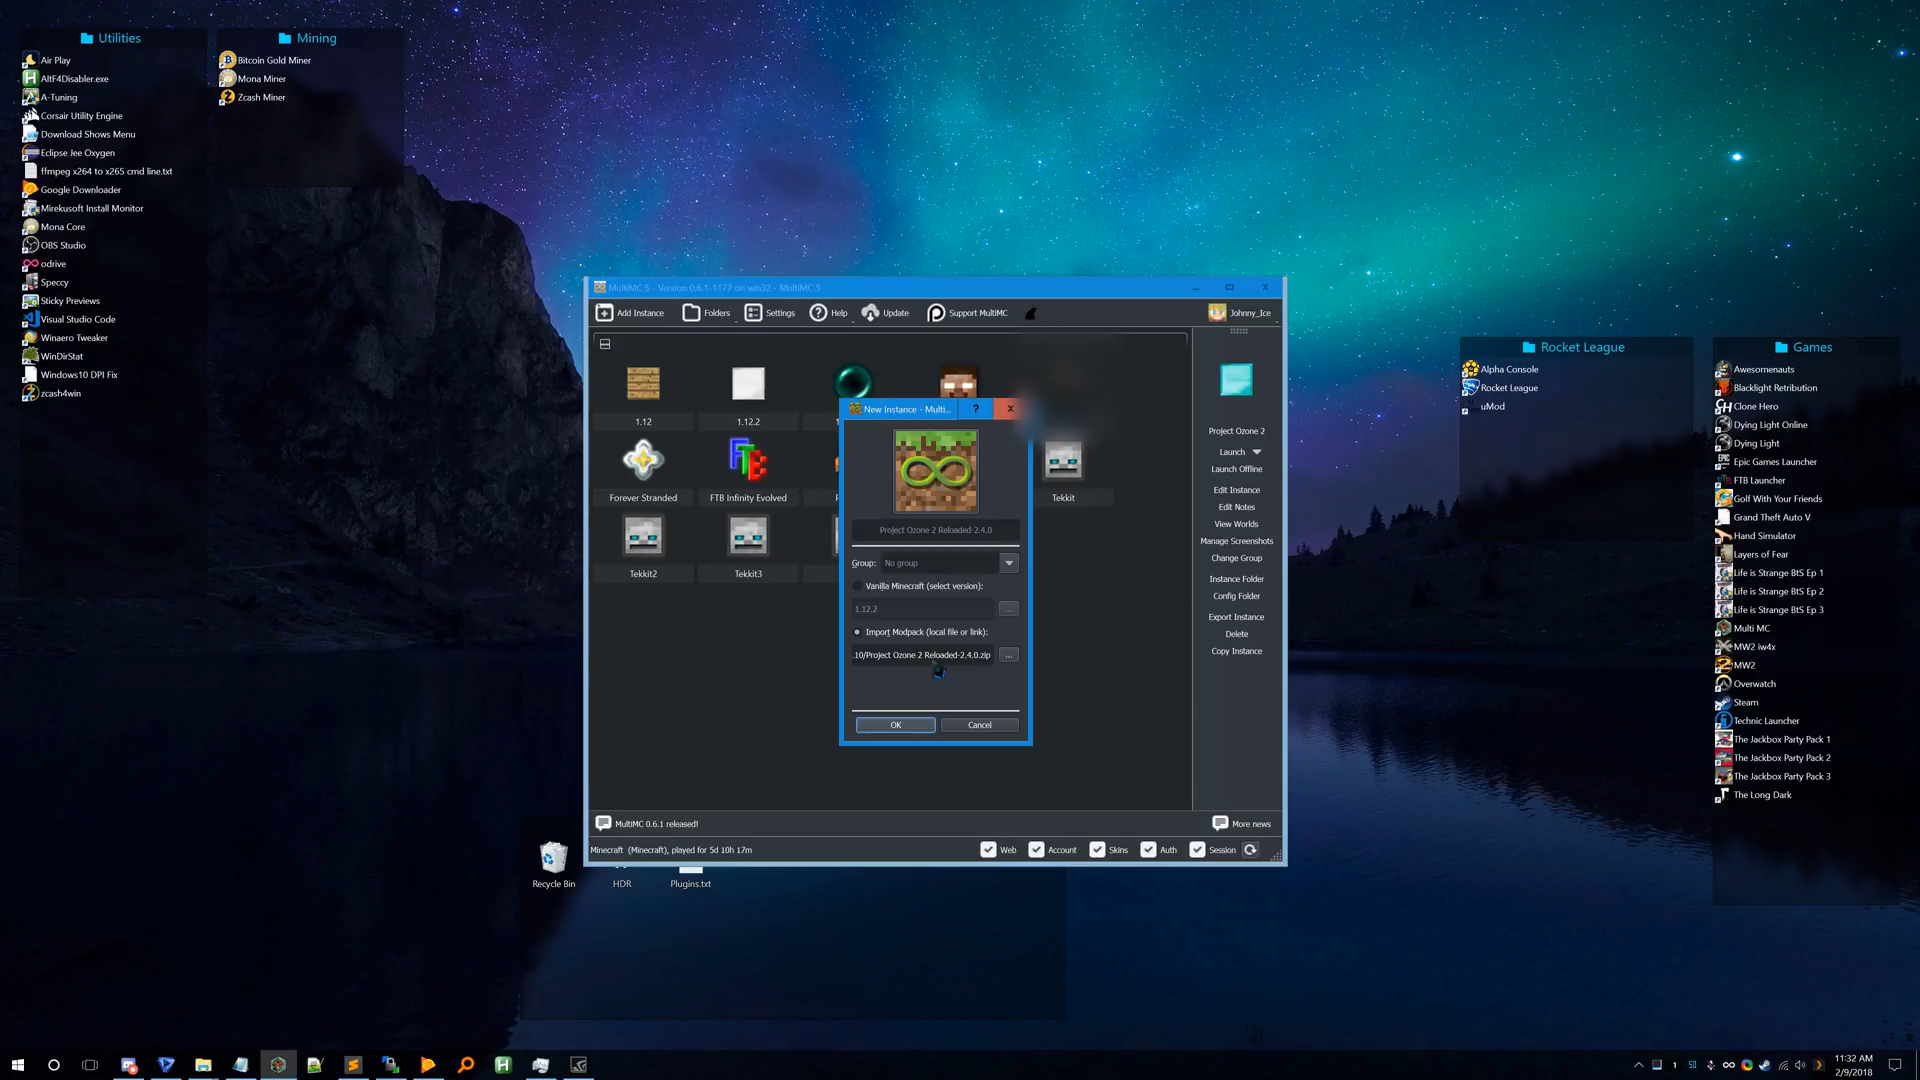 Utilities
Air Play
AltF4Disabler.exe
A-Tuning
Corsair Utility Engine
Download Shows Menu
Eclipse Jee Oxygen
ffmpeg x264 to x265 cmd line.txt
Google Downloader
Mirekusoft Install Monitor
Mona Core
OBS Studio
odrive
Speccy
Sticky Previews
Visual Studio Code
Winaero Tweaker
WinDirStat
Windows10 DPI Fix
zcash4win
Mining
Bitcoin Gold Miner
Mona Miner
Zcash Miner
MultiMC 5 - Version 0.6.1-1177 on win32 - MultiMC 5
Add Instance
Folders
Settings
Help
Update
Support MultiMC
Johnny_Ice
1.12
1.12.2
Forever Stranded
FTB Infinity Evolved
Tekkit
Tekkit2
Tekkit3
New Instance - Multi...
?
x
Project Ozone 2 Reloaded-2.4.0
Group:
No group
Vanilla Minecraft (select version):
1.12.2
...
Import Modpack (local file or link):
.10/Project Ozone 2 Reloaded-2.4.0.zip
...
OK
Cancel
Project Ozone 2
Launch
Launch Offline
Edit Instance
Edit Notes
View Worlds
Manage Screenshots
Change Group
Instance Folder
Config Folder
Export Instance
Delete
Copy Instance
MultiMC 0.6.1 released!
More news
Minecraft (Minecraft), played for 5d 10h 17m
Web
Account
Skins
Auth
Session
Recycle Bin
HDR
Plugins.txt
Rocket League
Alpha Console
Rocket League
uMod
Games
Awesomenauts
Blacklight Retribution
Clone Hero
Dying Light Online
Dying Light
Epic Games Launcher
FTB Launcher
Golf With Your Friends
Grand Theft Auto V
Hand Simulator
Layers of Fear
Life is Strange BtS Ep 1
Life is Strange BtS Ep 2
Life is Strange BtS Ep 3
Multi MC
MW2 iw4x
MW2
Overwatch
Steam
Technic Launcher
The Jackbox Party Pack 1
The Jackbox Party Pack 2
The Jackbox Party Pack 3
The Long Dark
11:32 AM
2/9/2018